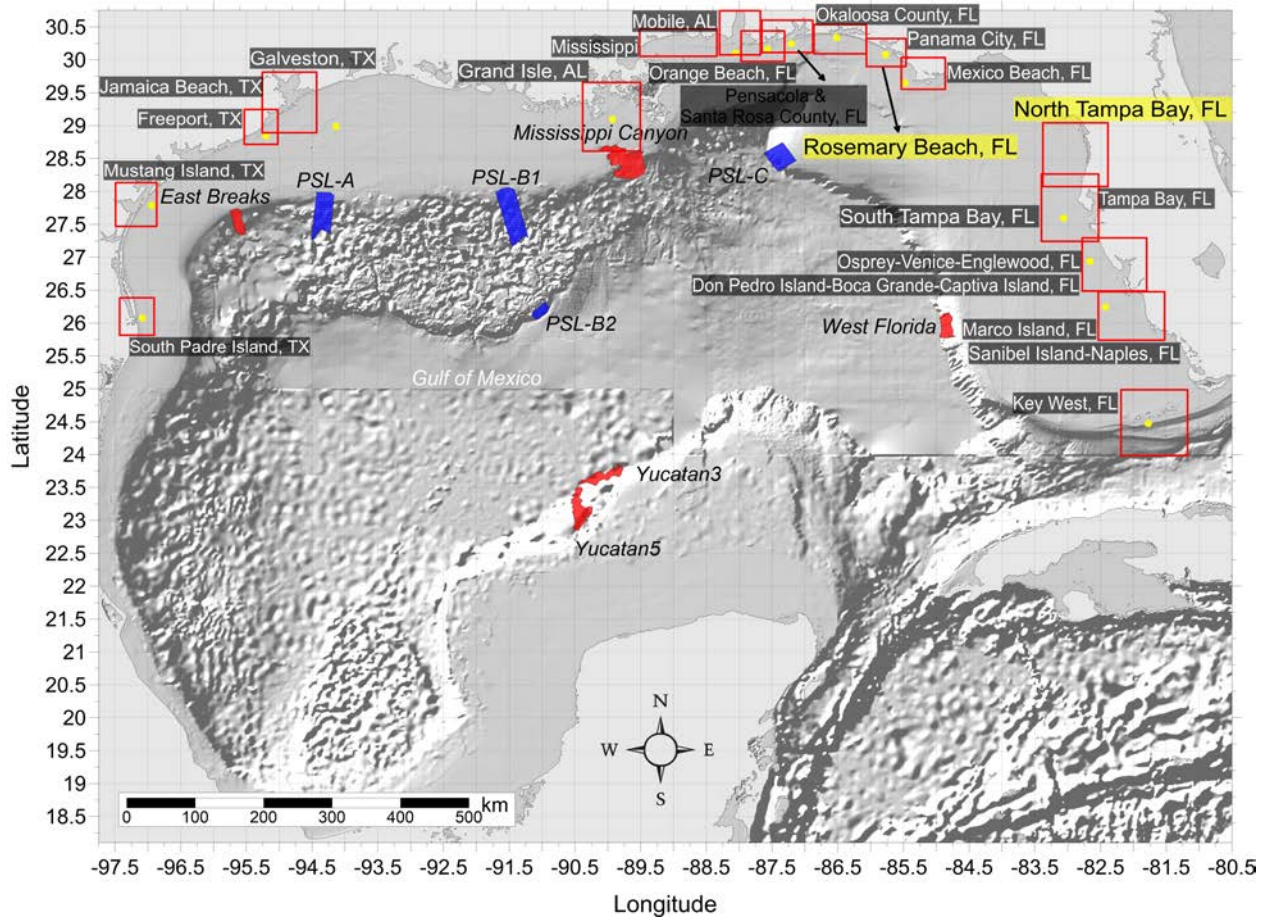 30.5
30
29.5
29
28.5
28
27
26.5
26
25.5
25
24.5
24
23.5
23
22.5
22
21.5
21
20.5
20
19.5
19
18.5
Latitude
Mobile, AL
Okaloosa County, FL
Mississippi
Panama City, FL
Galveston, TX
Grand Isle, AL
Orange Beach, FL
Mexico Beach, FL
Jamaica Beach, TX
Pensacola &
Santa Rosa County, FL
North Tampa Bay, FL
Freeport, TX
Mississippi Canyon
Rosemary Beach, FL
Mustang Island, TX
East Breaks
PSL-A
PSL-B1
PSL-C
Tampa Bay, FL
South Tampa Bay, FL
Osprey-Venice-Englewood, FL
Don Pedro Island-Boca Grande-Captiva Island, FL
PSL-B2
West Florida
Marco Island, FL
South Padre Island, TX
Sanibel Island-Naples, FL
Gulf of Mexico
Key West, FL
Yucatan3
Yucatan5
N
W
E
S
km
0 100 200 300 400 500
-97.5 -96.5 -95.5 -94.5 -93.5 -92.5 -91.5 -90.5 -89.5 -88.5 -87.5 -86.5 -85.5 -84.5 -83.5 -82.5 -81.5 -80.5
Longitude